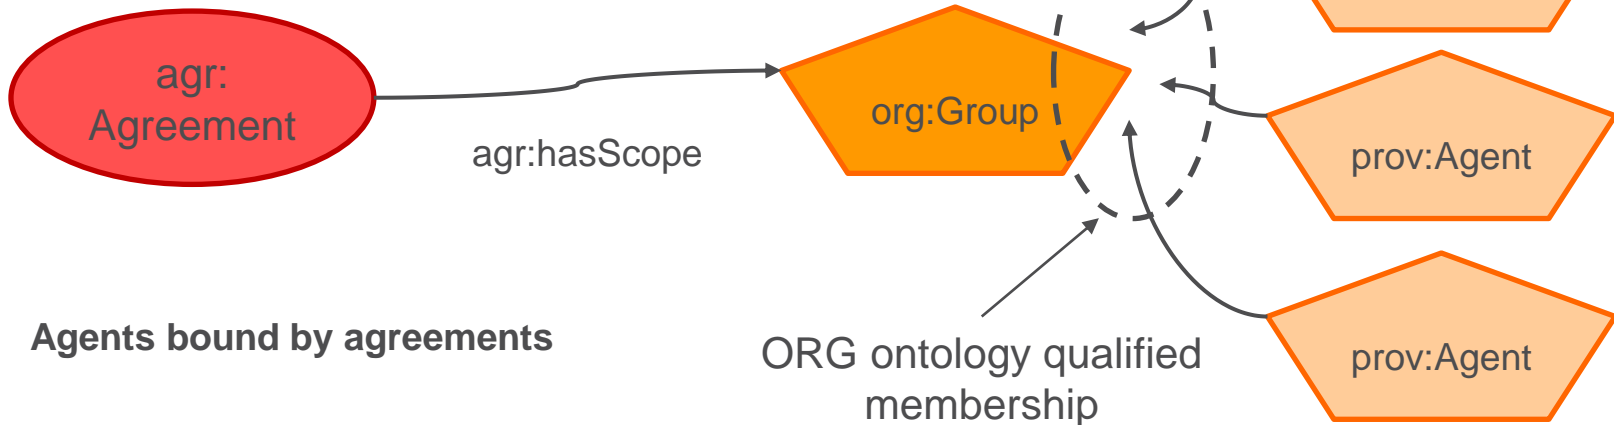 agr:
Agreement
agr:hasScope
org:Group
prov:Agent
prov:Agent
Agents bound by agreements
ORG ontology qualified
membership